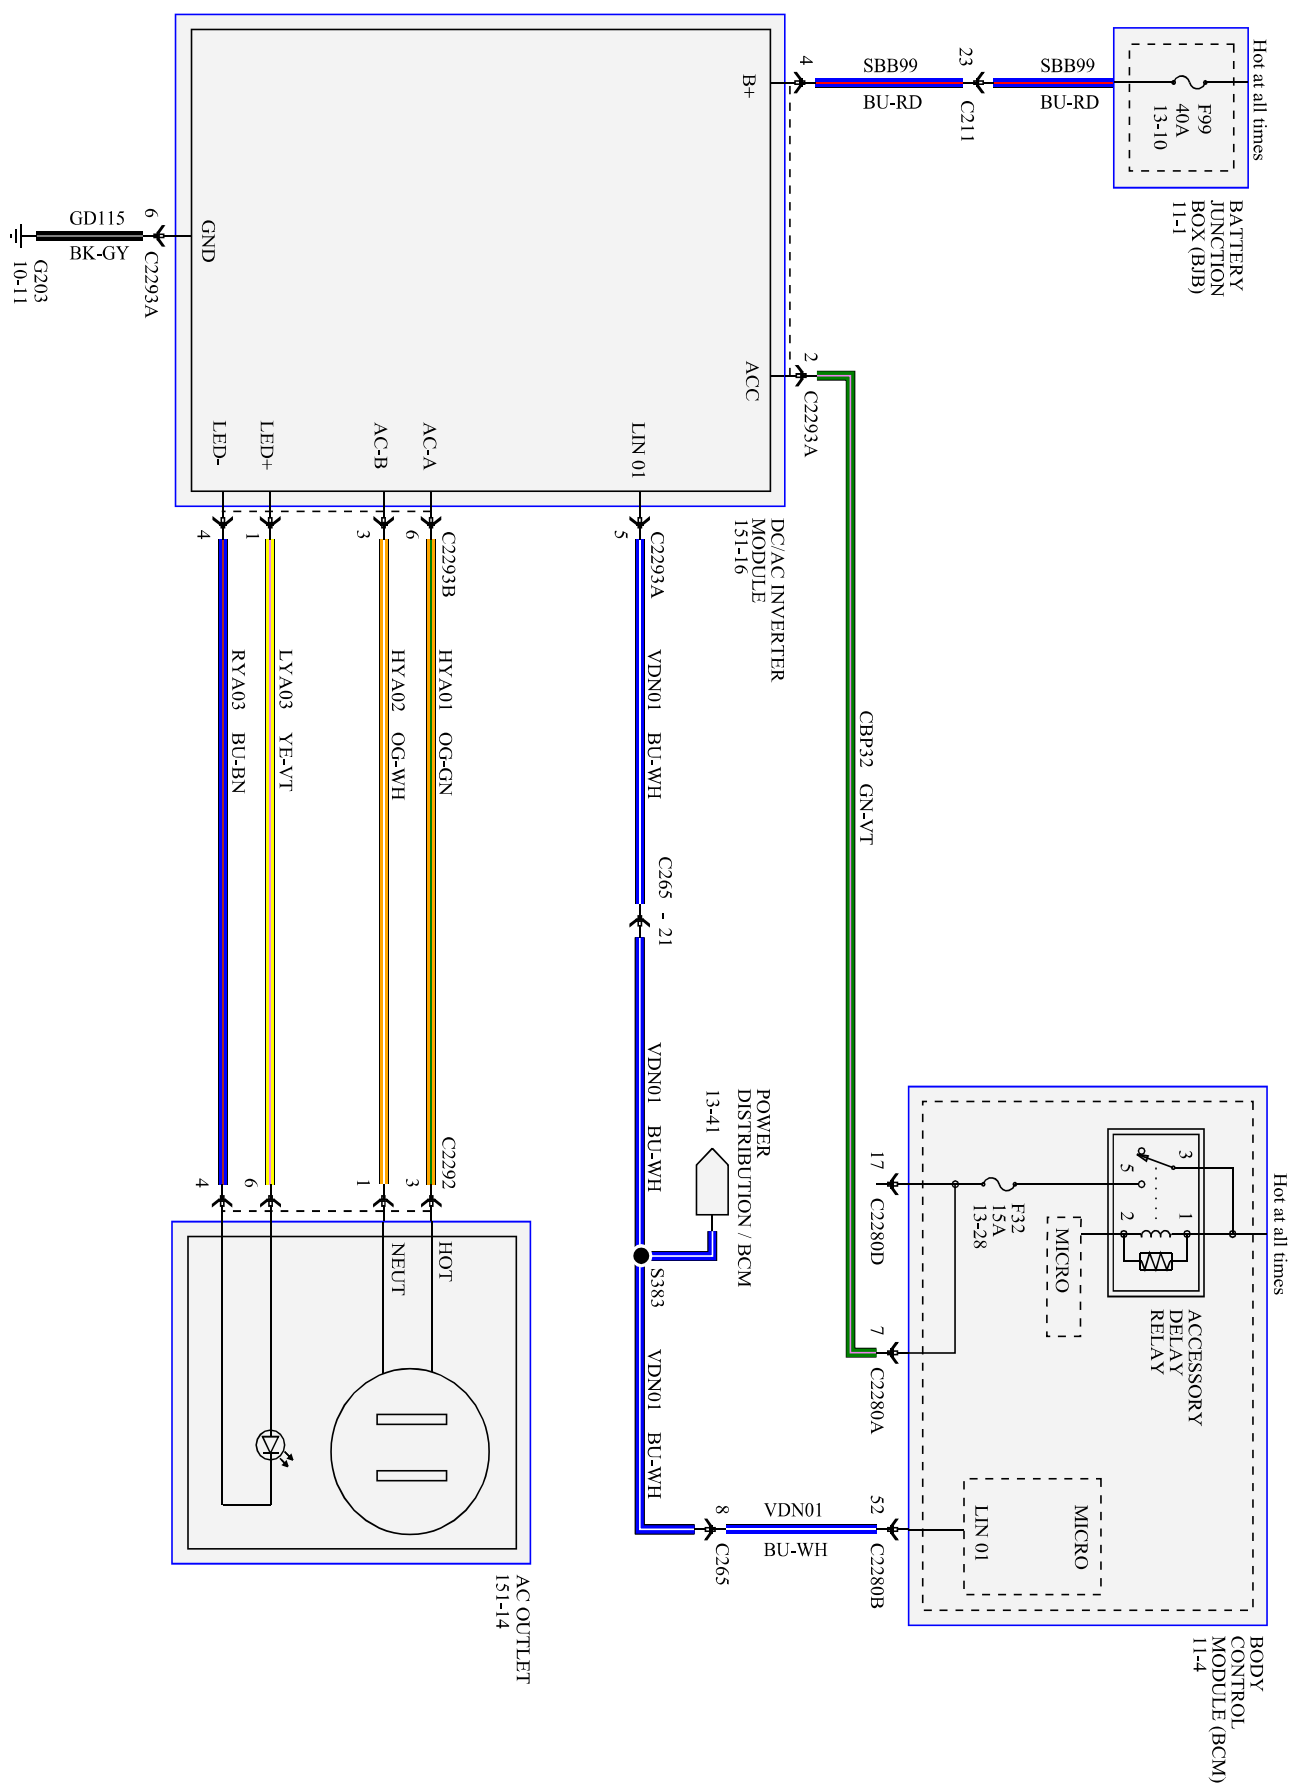 Hot at all times
F99
40A
13-10
BATTERY
JUNCTION
BOX (BJB)
11-1
SBB99
BU-RD
23
C211
SBB99
BU-RD
4
B+
GND
6
C2293A
GD115
BK-GY
G203
10-11
ACC
2
C2293A
CBP32 GN-VT
LIN 01
AC-A
AC-B
LED+
LED-
DC/AC INVERTER
MODULE
151-16
5
C2293A
VDN01 BU-WH
C265 - 21
VDN01 BU-WH
POWER
DISTRIBUTION / BCM
13-41
S383
VDN01 BU-WH
8
C265
VDN01
BU-WH
52
C2280B
6
C2293B
HYA01 OG-GN
3
C2292
3
HYA02 OG-WH
1
1
LYA03 YE-VT
6
4
RYA03 BU-BN
4
HOT
NEUT
AC OUTLET
151-14
Hot at all times
3
5
1
2
ACCESSORY
DELAY
RELAY
MICRO
F32
15A
13-28
17
C2280D
7
C2280A
MICRO
LIN 01
BODY
CONTROL
MODULE (BCM)
11-4